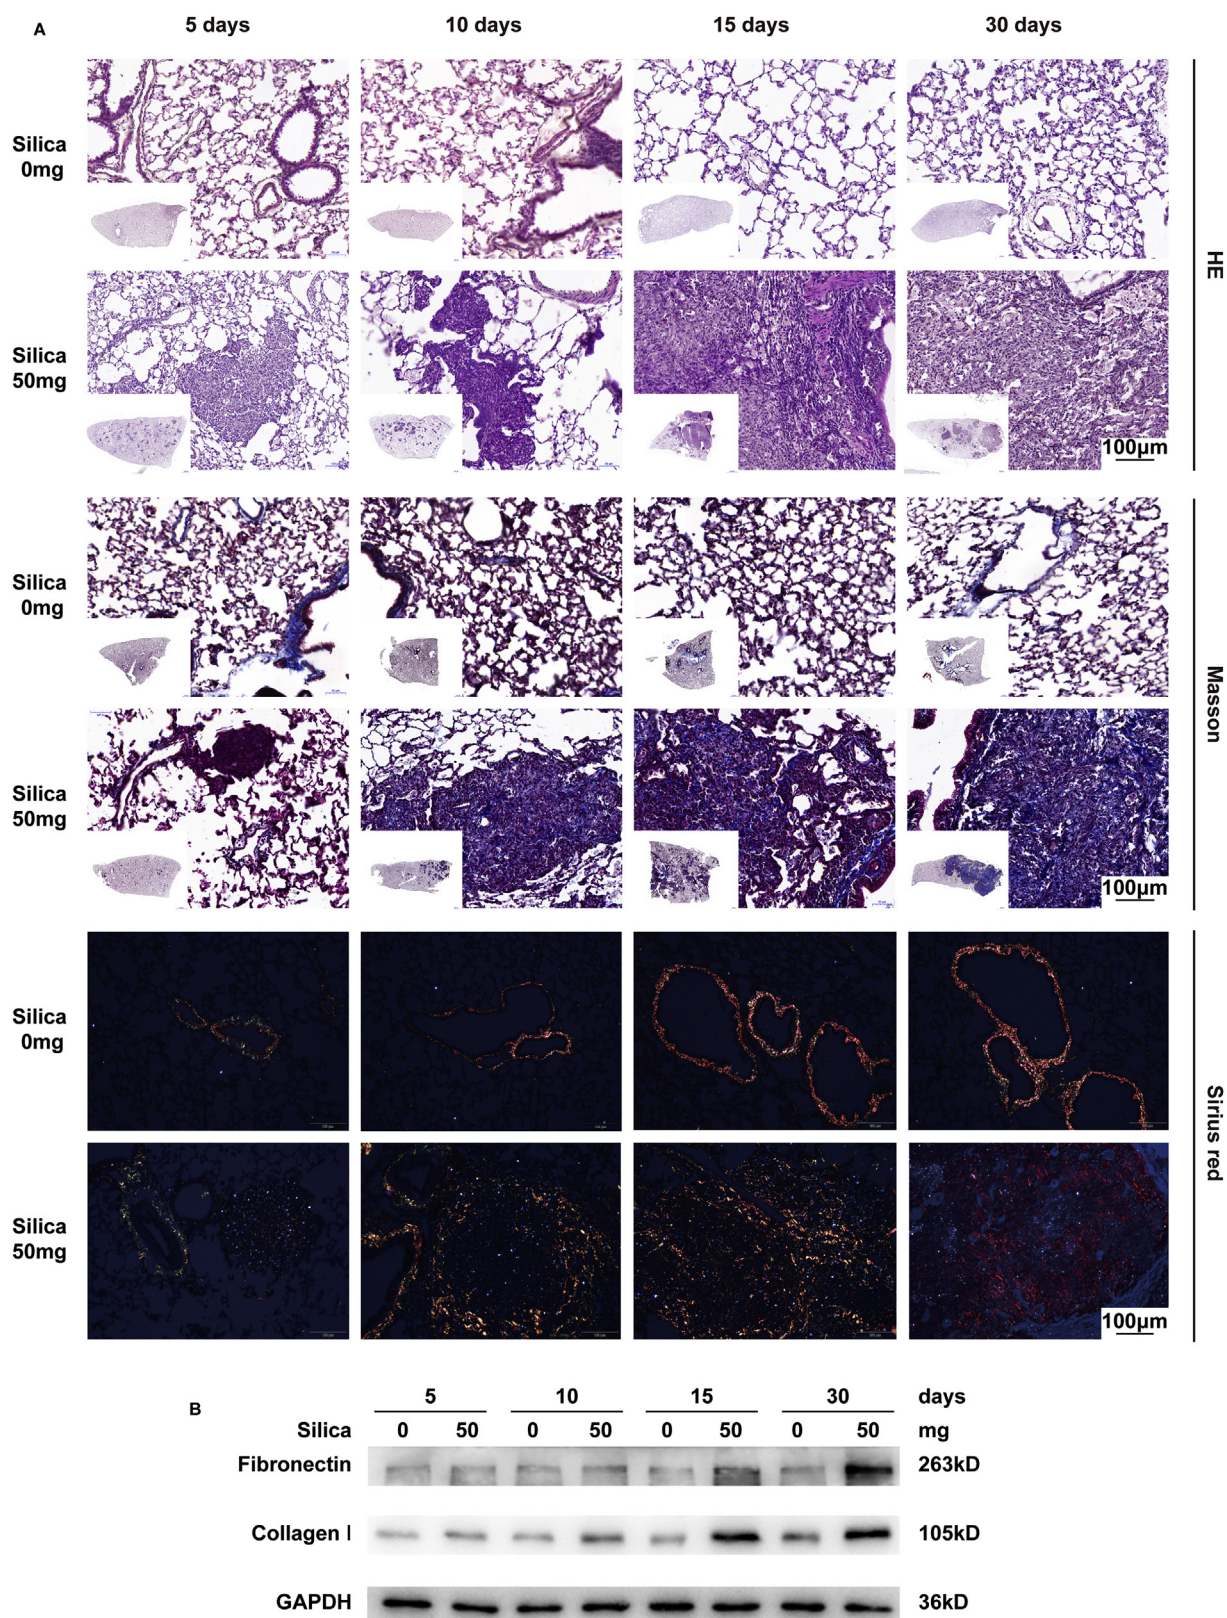 A
5 days 10 days 15 days 30 days
Silica
0mg
HE
Silica
50mg
100µm
Silica
0mg
Masson
Silica
50mg
100µm
Silica
0mg
Sirius red
Silica
50mg
100µm
B
5 10 15 30 days
Silica 0 50 0 50 0 50 0 50 mg
Fibronectin 263kD
Collagen I 105kD
GAPDH 36kD